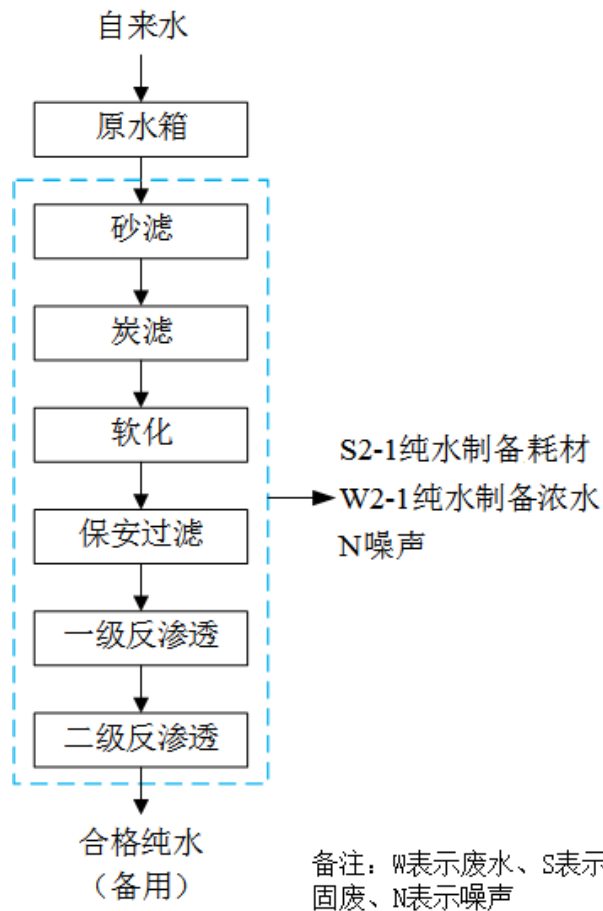 自来水
原水箱
砂滤
炭滤
软化
保安过滤
一级反渗透
二级反渗透
合格纯水
（备用）
S2-1纯水制备耗材
W2-1纯水制备浓水
N噪声
备注：W表示废水、S表示
固废、N表示噪声